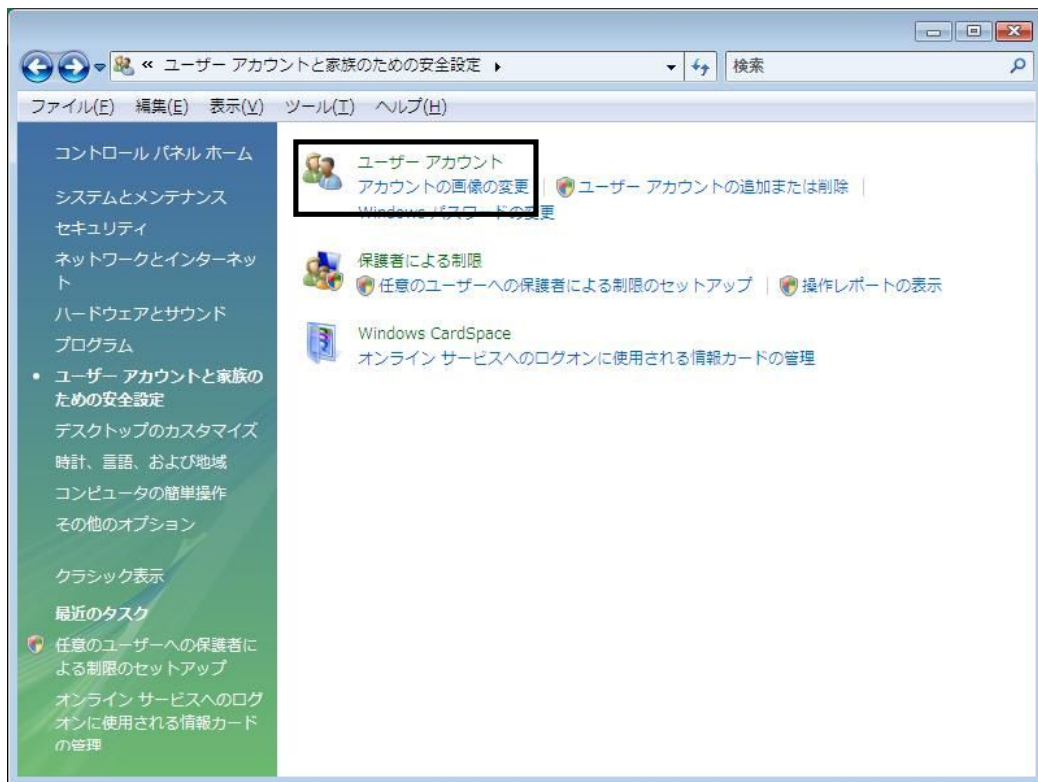 « ユーザー アカウントと家族のための安全設定
検索
ファイル(F) 編集(E) 表示(V) ツール(T) ヘルプ(H)
コントロール パネル ホーム
システムとメンテナンス
セキュリティ
ネットワークとインターネッ
ト
ハードウェアとサウンド
プログラム
• ユーザー アカウントと家族の
ための安全設定
デスクトップのカスタマイズ
時計、言語、および地域
コンピュータの簡単操作
その他のオプション
クラシック表示
最近のタスク
任意のユーザーへの保護者に
よる制限のセットアップ
オンライン サービスへのログ
オンに使用される情報カード
の管理
ユーザー アカウント
アカウントの画像の変更 | ユーザー アカウントの追加または削除 |
Windows パスワードの変更
保護者による制限
任意のユーザーへの保護者による制限のセットアップ | 操作レポートの表示
Windows CardSpace
オンライン サービスへのログオンに使用される情報カードの管理